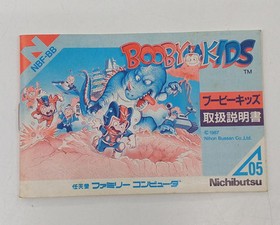 NBF-BB
BOOBY KIDS
TM
ブービーキッズ
取扱説明書
© 1987
Nihon Bussan Co., Ltd.
任天堂 ファミリーコンピュータ
Nichibutsu
05